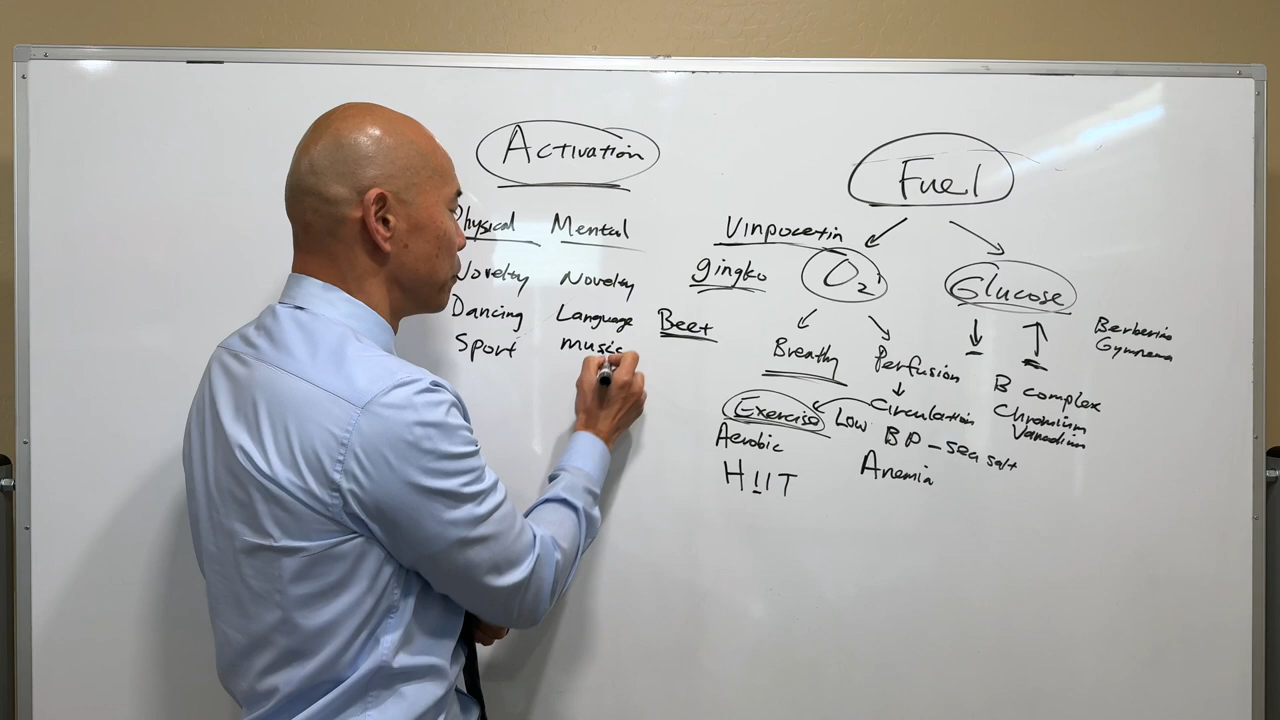 Activation
Physical Mental
Novelty Novelty
Dancing Language
Sport music
Fuel
Vinpocetin
gingko
O2
Glucose
Beet
Breath
Perfusion
Circulation
Exercise
Aerobic
HIIT
Low BP - sea salt
Anemia
B complex
Chromium
Vanadium
Berberine
Gymnema